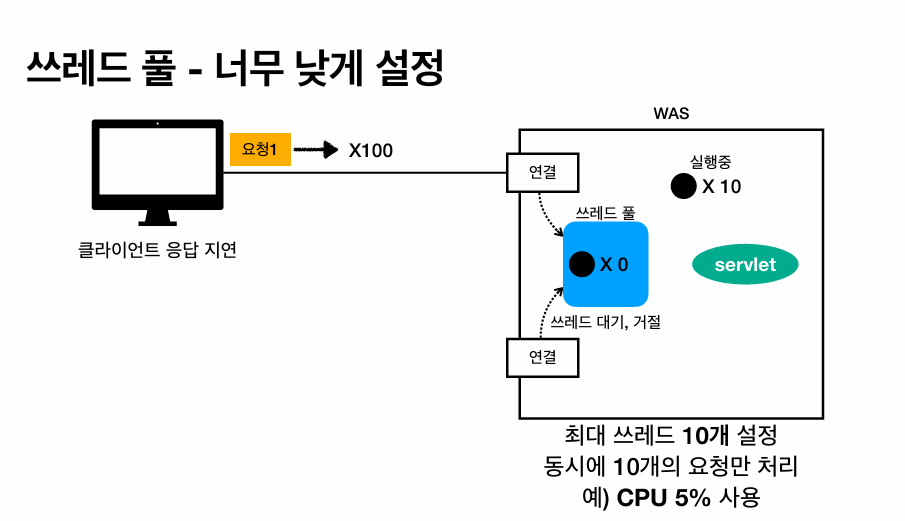 쓰레드 풀 - 너무 낮게 설정
WAS
요청1
X100
연결
실행중
X 10
쓰레드 풀
X 0
servlet
클라이언트 응답 지연
쓰레드 대기, 거절
연결
최대 쓰레드 10개 설정
동시에 10개의 요청만 처리
예) CPU 5% 사용